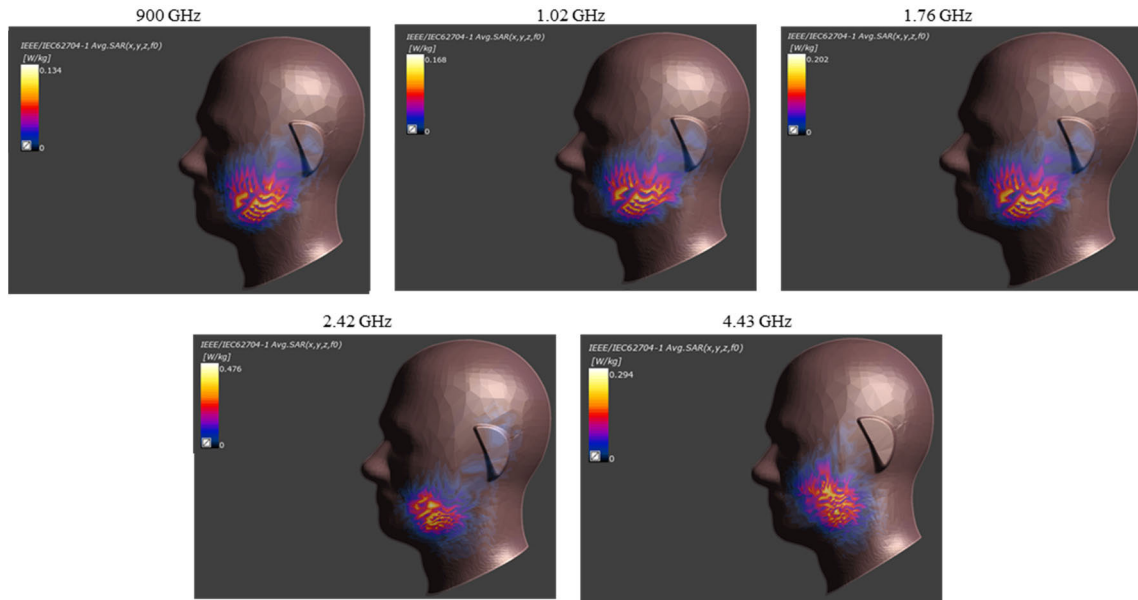 900 GHz
1.02 GHz
1.76 GHz
IEEE/IEC62704-1 Avg.SAR(x,y,z,f0)
[W/kg]
0.134
0
IEEE/IEC62704-1 Avg.SAR(x,y,z,f0)
[W/kg]
0.168
0
IEEE/IEC62704-1 Avg.SAR(x,y,z,f0)
[W/kg]
0.202
0
2.42 GHz
4.43 GHz
IEEE/IEC62704-1 Avg.SAR(x,y,z,f0)
[W/kg]
0.476
0
IEEE/IEC62704-1 Avg.SAR(x,y,z,f0)
[W/kg]
0.294
0